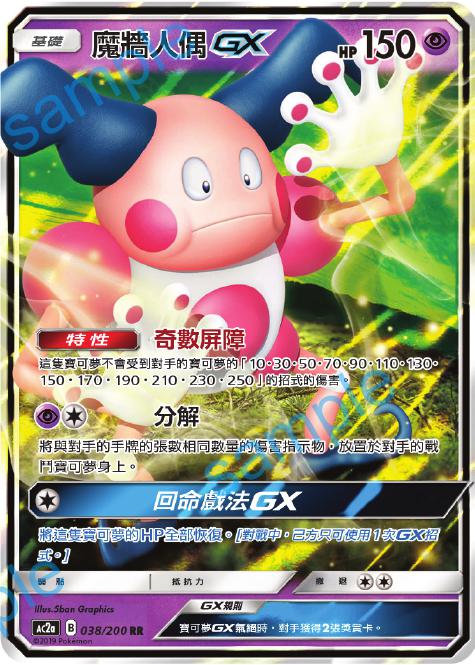 基礎 魔牆人偶GX HP150
特性 奇數屏障
這隻寶可夢不會受到對手的寶可夢的「10、30、50、70、90、110、130、
150、170、190、210、230、250」的招式的傷害。
分解
將與對手的手牌的張數相同數量的傷害指示物,放置於對手的戰
鬥寶可夢身上。
回命戲法GX
將這隻寶可夢的HP全部恢復。[對戰中,己方只可使用1次GX招
式。]
弱點 抵抗力 撤退
Illus.5ban Graphics
GX規則
AC2a B 038/200 RR
寶可夢GX氣絕時,對手獲得2張獎賞卡。
©2019 Pokémon
sample
sample
sample